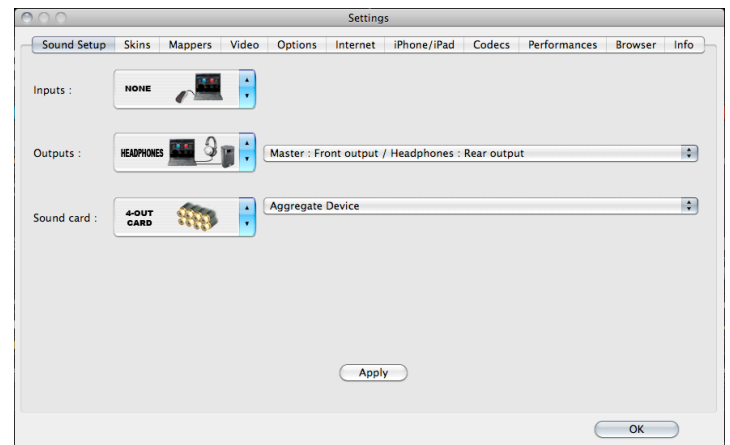 Settings
Sound Setup Skins Mappers Video Options Internet iPhone/iPad Codecs Performances Browser Info
Inputs : NONE
Outputs : HEADPHONES Master : Front output / Headphones : Rear output
Sound card : 4-OUT CARD Aggregate Device
Apply
OK